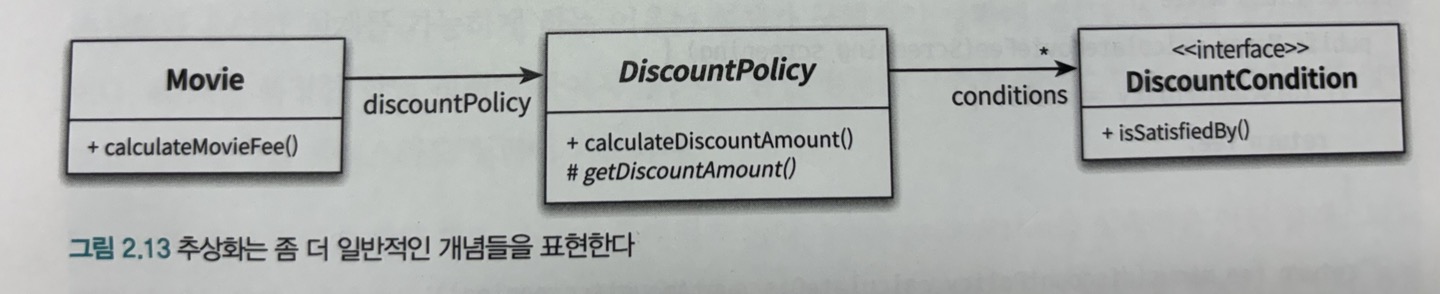 Movie
+ calculateMovieFee()
discountPolicy
DiscountPolicy
+ calculateDiscountAmount()
# getDiscountAmount()
*
conditions
<<interface>>
DiscountCondition
+ isSatisfiedBy()
그림 2.13 추상화는 좀 더 일반적인 개념들을 표현한다